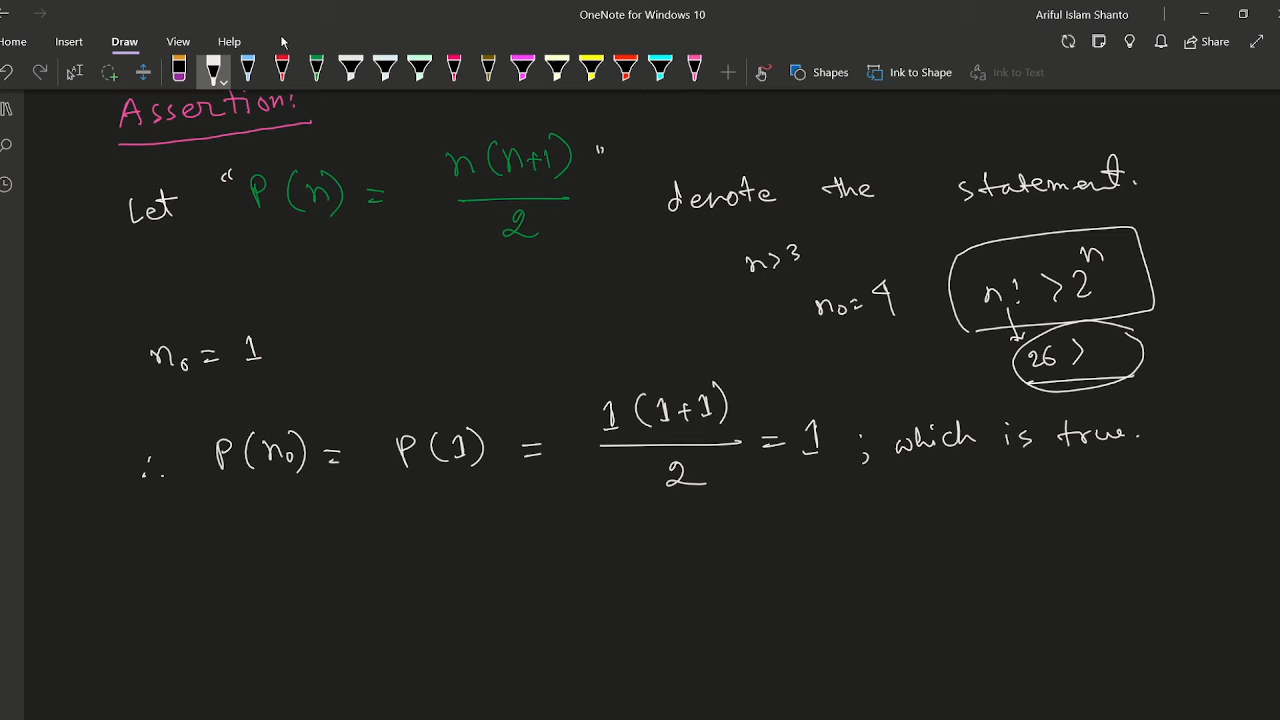 OneNote for Windows 10
Ariful Islam Shanto
Home Insert Draw View Help
Share
Shapes Ink to Shape Ink to Text
Assertion:
Let " P(n) = n(n+1)/2 " denote the statement.
n>3
n₀=4 n! >2ⁿ
26 >
n₀ = 1
∴ P(n₀) = P(1) = 1(1+1)/2 = 1 ; which is true.